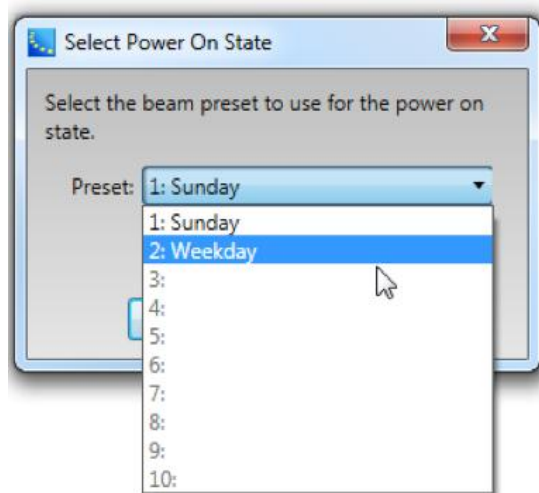 Select Power On State
Select the beam preset to use for the power on
state.
Preset: 1: Sunday
1: Sunday
2: Weekday
3:
4:
5:
6:
7:
8:
9:
10: